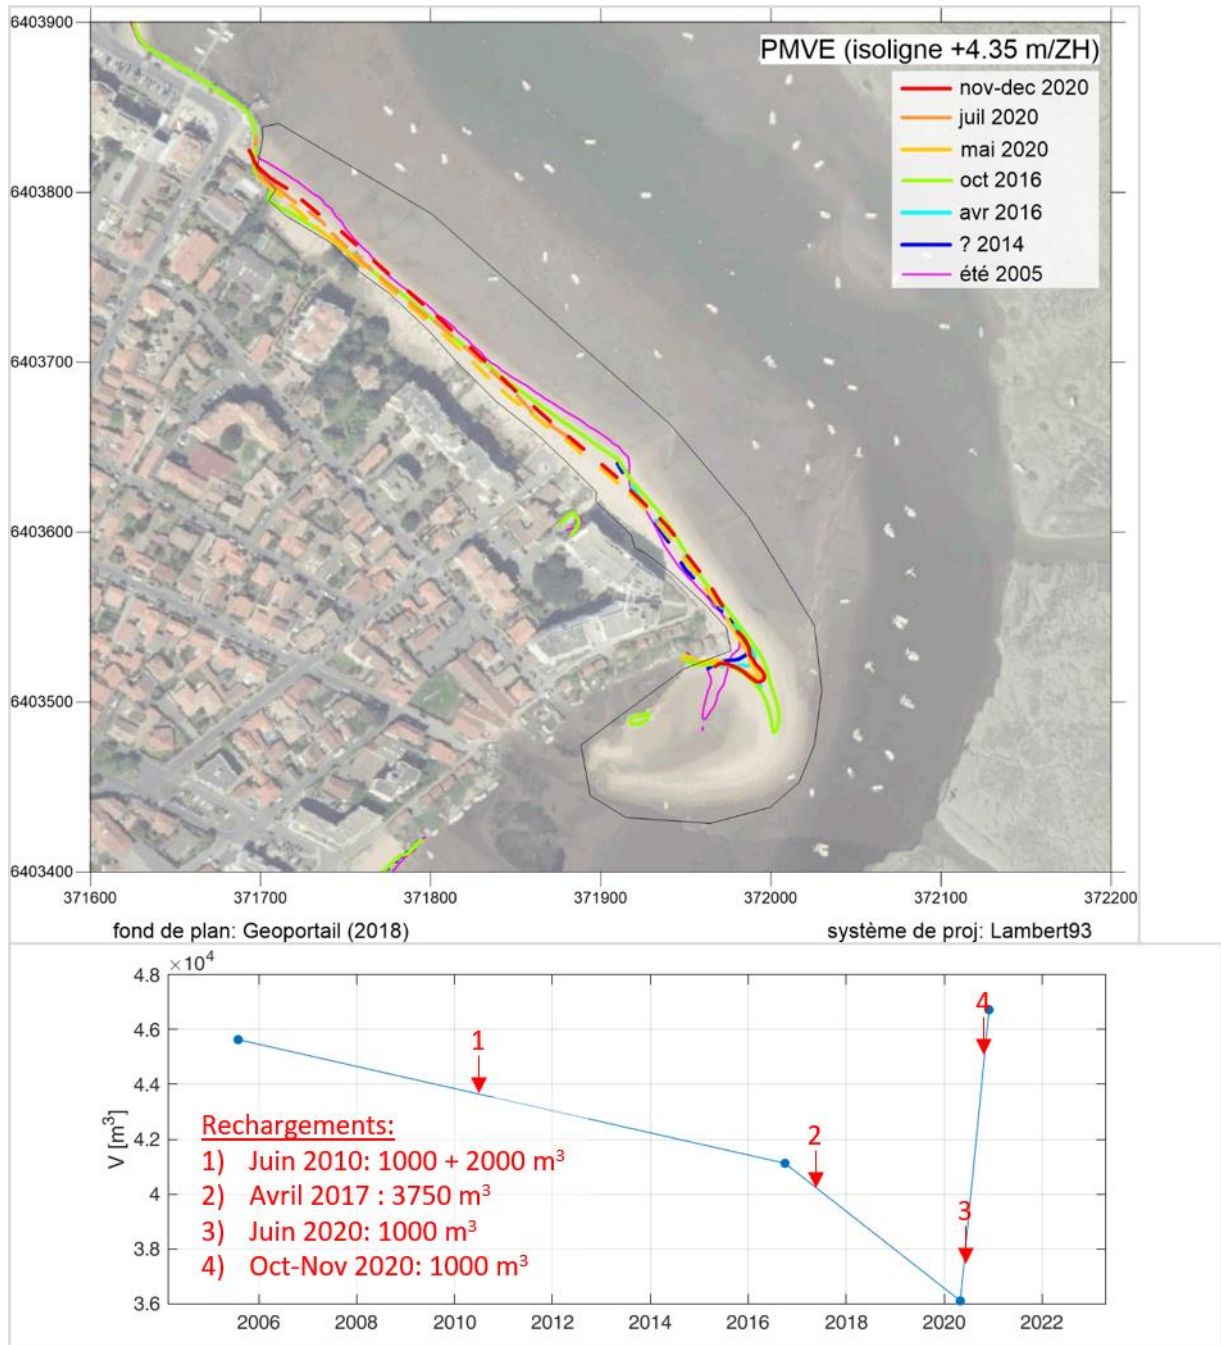 6403900
PMVE (isoligne +4.35 m/ZH)
nov-dec 2020
juil 2020
mai 2020
oct 2016
avr 2016
? 2014
été 2005
6403800
6403700
6403600
6403500
6403400
371600 371700 371800 371900 372000 372100 372200
fond de plan: Geoportail (2018) système de proj: Lambert93
×10⁴
4.8
4.6
4.4
4.2
4
3.8
3.6
V [m³]
1
2
3
4
Rechargements:
1) Juin 2010: 1000 + 2000 m³
2) Avril 2017 : 3750 m³
3) Juin 2020: 1000 m³
4) Oct-Nov 2020: 1000 m³
2006 2008 2010 2012 2014 2016 2018 2020 2022